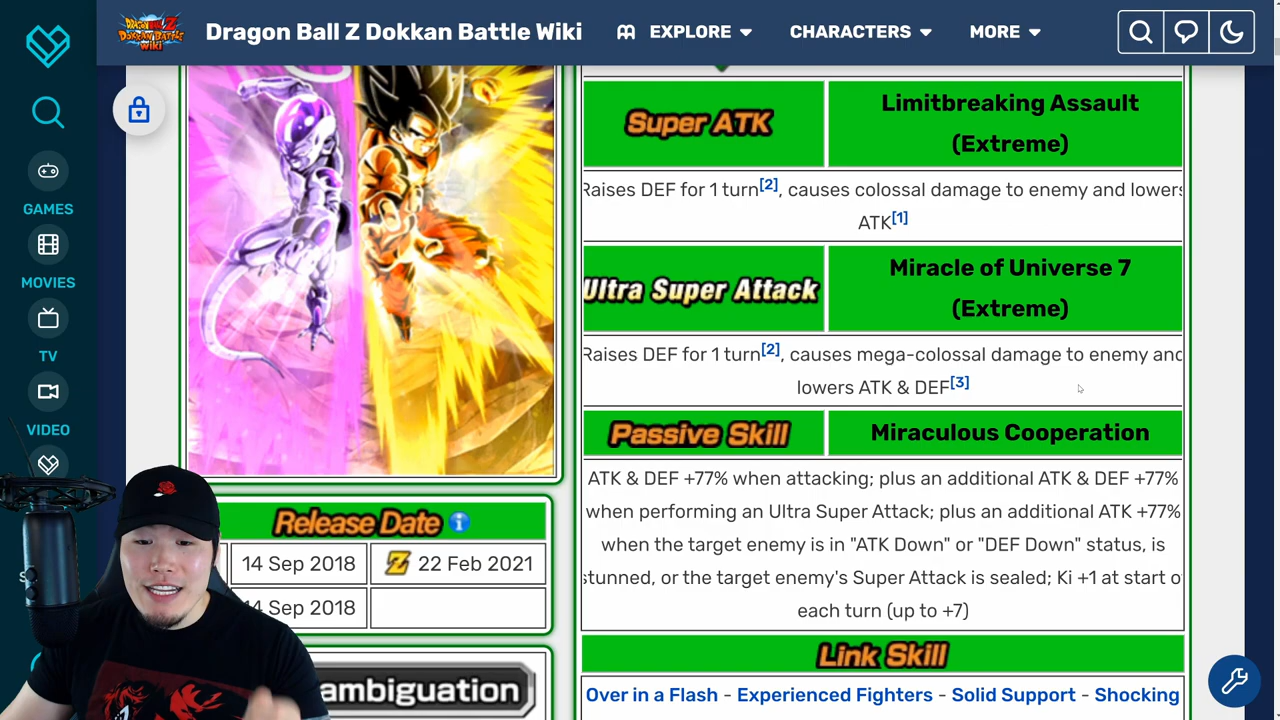 DRAGON BALL Z
DOKKAN BATTLE
Wiki
Dragon Ball Z Dokkan Battle Wiki
EXPLORE
CHARACTERS
MORE
GAMES
MOVIES
TV
VIDEO
Super ATK
Limitbreaking Assault
(Extreme)
Raises DEF for 1 turn[2], causes colossal damage to enemy and lowers
ATK[1]
Ultra Super Attack
Miracle of Universe 7
(Extreme)
Raises DEF for 1 turn[2], causes mega-colossal damage to enemy and
lowers ATK & DEF[3]
Passive Skill
Miraculous Cooperation
ATK & DEF +77% when attacking; plus an additional ATK & DEF +77%
when performing an Ultra Super Attack; plus an additional ATK +77%
when the target enemy is in "ATK Down" or "DEF Down" status, is
stunned, or the target enemy's Super Attack is sealed; Ki +1 at start o
each turn (up to +7)
Link Skill
Over in a Flash - Experienced Fighters - Solid Support - Shocking
Release Date
14 Sep 2018
Z 22 Feb 2021
14 Sep 2018
ambiguation